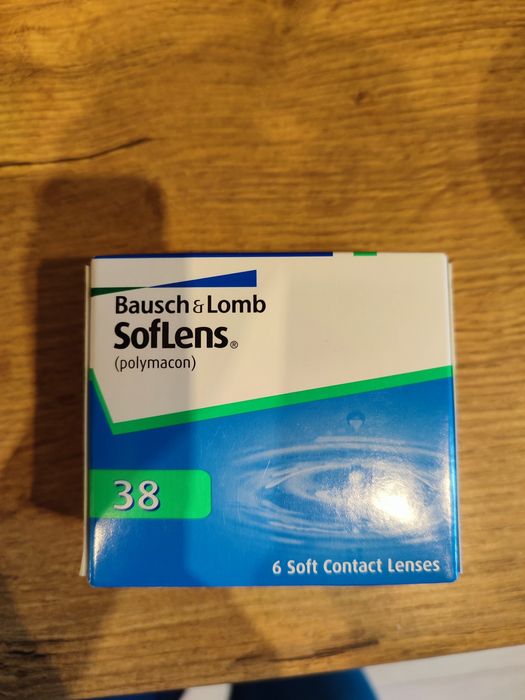 Bausch & Lomb
SofLens®
(polymacon)
38
6 Soft Contact Lenses